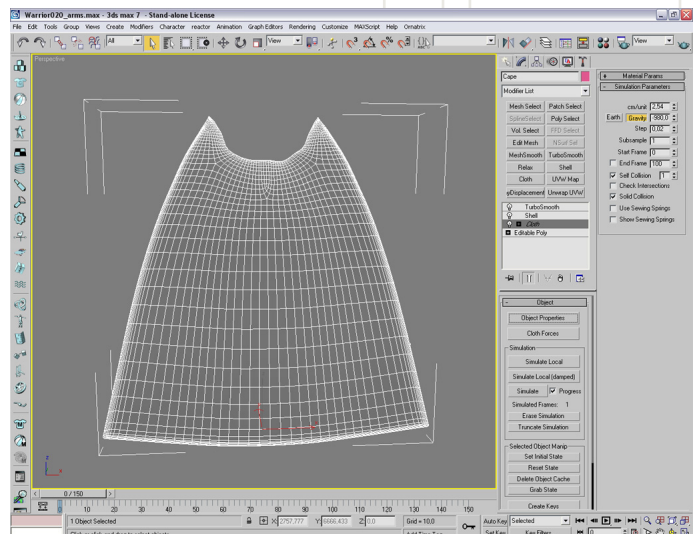 Warrior020_arms.max - 3ds max 7 - Stand-alone License
File Edit Tools Group Views Create Modifiers Character reactor Animation Graph Editors Rendering Customize MAXScript Help Ornatrix
All View View
Perspective
Cape
Modifier List
Mesh Select Patch Select
SplineSelect Poly Select
Vol. Select FFD Select
Edit Mesh NSurf Sel
MeshSmooth TurboSmooth
Relax Shell
Cloth UVW Map
Displacement Unwrap UVW
TurboSmooth
Shell
Cloth
Editable Poly
Object
Object Properties
Cloth Forces
Simulation
Simulate Local
Simulate Local (damped)
Simulate Progress
Simulated Frames: 1
Erase Simulation
Truncate Simulation
Selected Object Manip
Set Initial State
Reset State
Delete Object Cache
Grab State
Create Keys
+ Material Params
- Simulation Parameters
cm/unit 2,54
Earth Gravity -980,0
Step 0,02
Subsample 1
Start Frame 0
End Frame 100
Self Collision 1
Check Intersections
Solid Collision
Use Sewing Springs
Show Sewing Springs
0 / 150
0 10 20 30 40 50 60 70 80 90 100 110 120 130 140 150
1 Object Selected X: 2757,777 Y: 6666,433 Z: 0,0 Grid = 10,0 Auto Key Selected
Add Time Tag Set Key Key Filters... 0